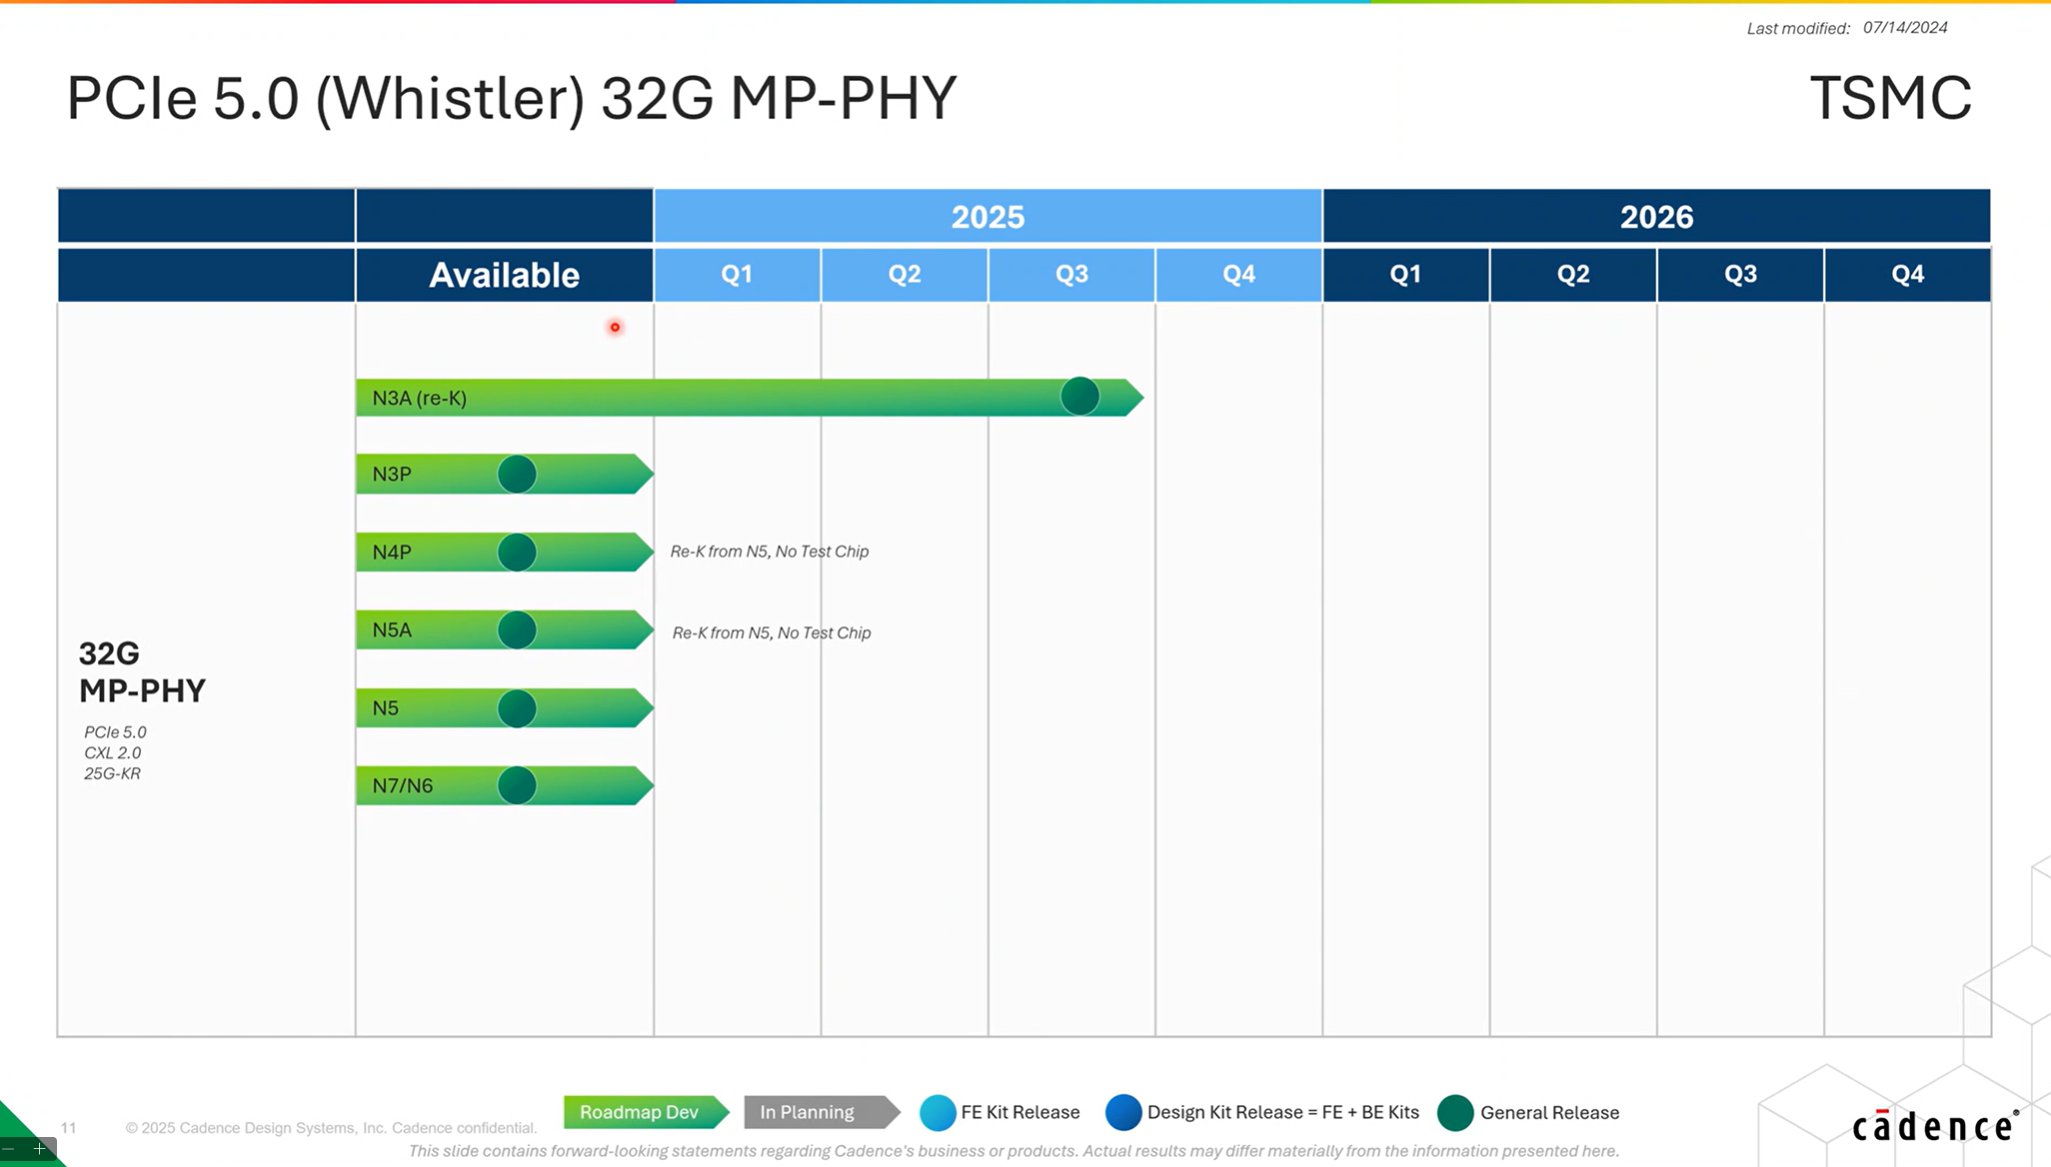 Last modified: 07/14/2024
PCIe 5.0 (Whistler) 32G MP-PHY
TSMC
2025
2026
Available
Q1
Q2
Q3
Q4
Q1
Q2
Q3
Q4
N3A (re-K)
N3P
N4P
Re-K from N5, No Test Chip
N5A
Re-K from N5, No Test Chip
32G
MP-PHY
PCIe 5.0
CXL 2.0
25G-KR
N5
N7/N6
Roadmap Dev
In Planning
FE Kit Release
Design Kit Release = FE + BE Kits
General Release
11
© 2025 Cadence Design Systems, Inc. Cadence confidential.
This slide contains forward-looking statements regarding Cadence's business or products. Actual results may differ materially from the information presented here.
cādence®